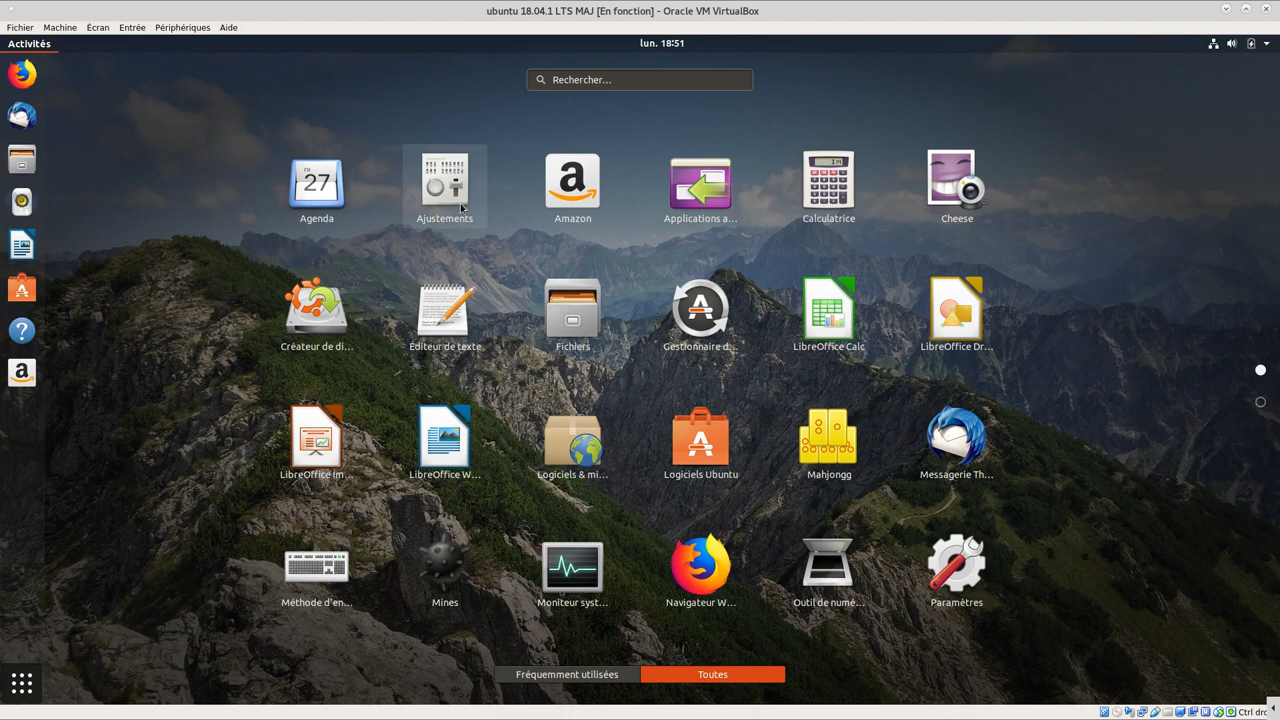 ubuntu 18.04.1 LTS MAJ [En fonction] - Oracle VM VirtualBox
Fichier Machine Écran Entrée Périphériques Aide
Activités lun. 18:51
Rechercher...
27
Agenda Ajustements Amazon Applications a... Calculatrice Cheese
Créateur de di... Éditeur de texte Fichiers Gestionnaire d... LibreOffice Calc LibreOffice Dr...
LibreOffice Im... LibreOffice W... Logiciels & mi... Logiciels Ubuntu Mahjongg Messagerie Th...
Méthode d'en... Mines Moniteur syst... Navigateur W... Outil de numé... Paramètres
Fréquemment utilisées Toutes
Ctrl